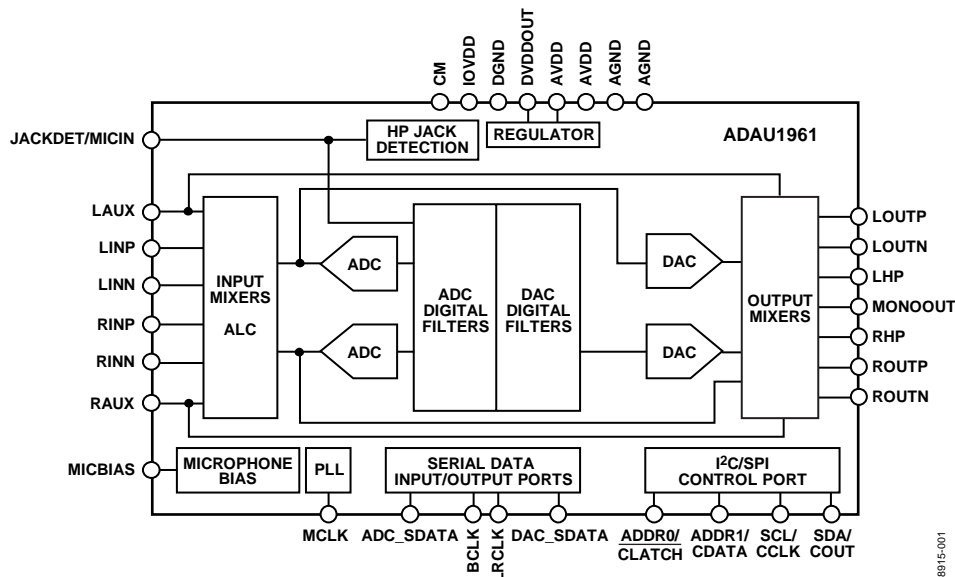 CM
IOVDD
DGND
DVDDOUT
AVDD
AVDD
AGND
AGND
JACKDET/MICIN
HP JACK
DETECTION
REGULATOR
ADAU1961
LAUX
LINP
LINN
RINP
RINN
RAUX
INPUT
MIXERS
ALC
ADC
ADC
ADC
DIGITAL
FILTERS
DAC
DIGITAL
FILTERS
DAC
DAC
OUTPUT
MIXERS
LOUTP
LOUTN
LHP
MONOOUT
RHP
ROUTP
ROUTN
MICBIAS
MICROPHONE
BIAS
PLL
SERIAL DATA
INPUT/OUTPUT PORTS
I2C/SPI
CONTROL PORT
MCLK
ADC_SDATA
BCLK
LRCLK
DAC_SDATA
ADDR0/
CLATCH
ADDR1/
CDATA
SCL/
CCLK
SDA/
COUT
8915-001